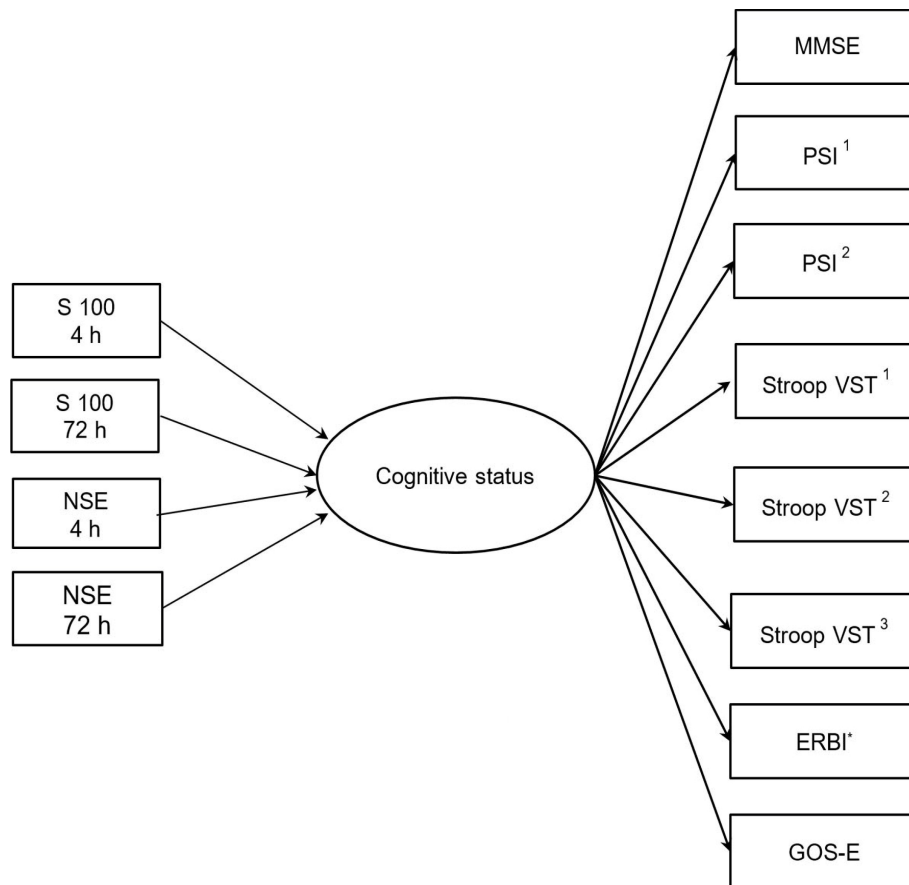 S 100
4 h
S 100
72 h
NSE
4 h
NSE
72 h
Cognitive status
MMSE
PSI 1
PSI 2
Stroop VST 1
Stroop VST 2
Stroop VST 3
ERBI*
GOS-E